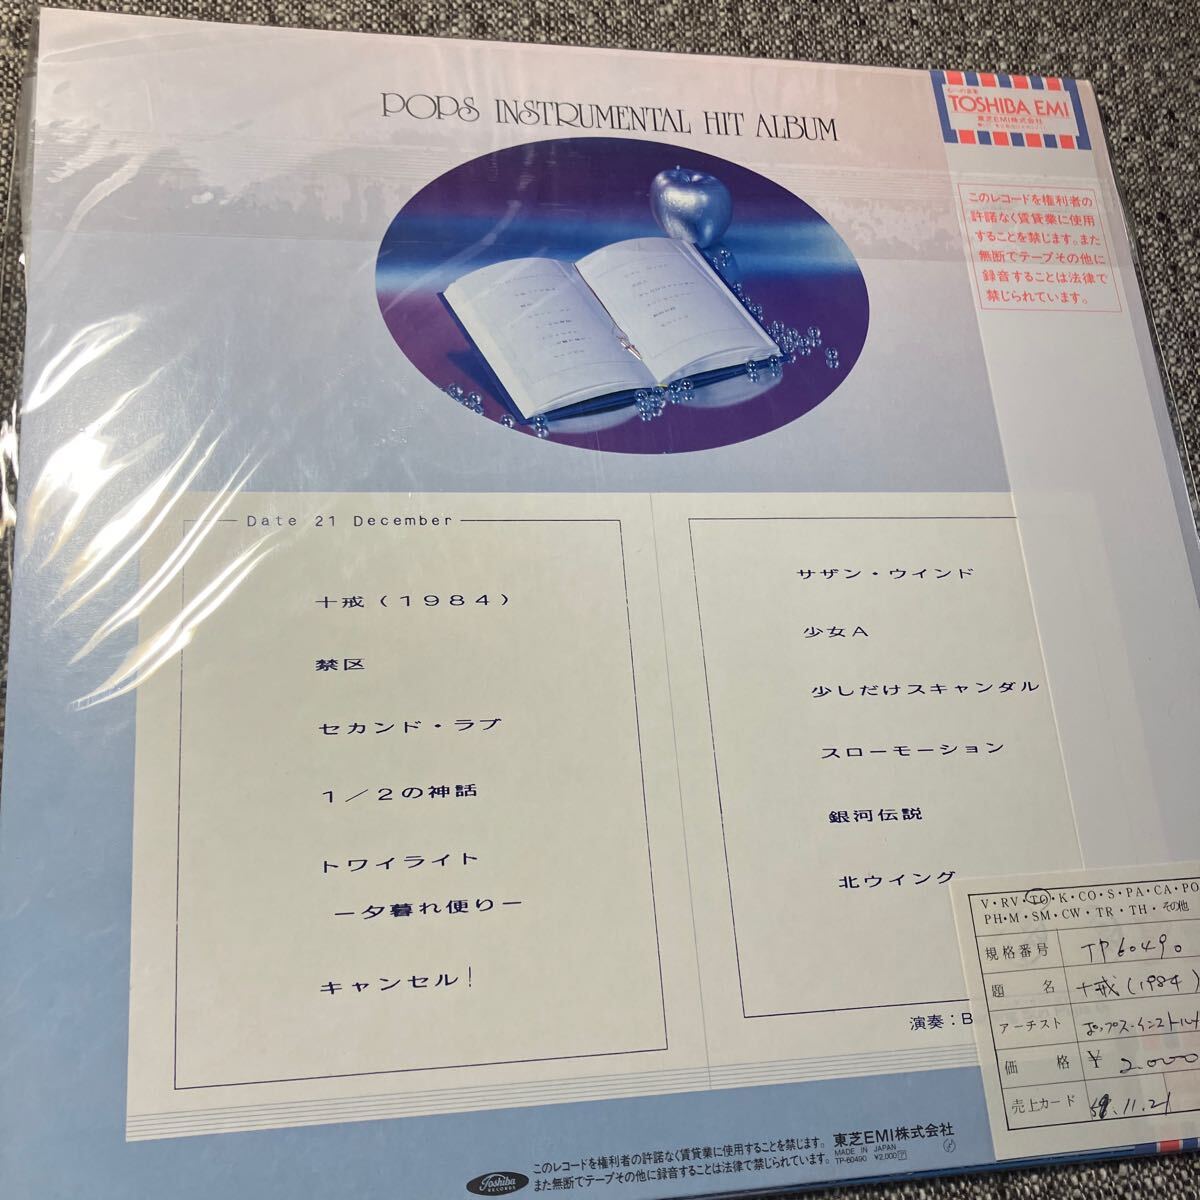 POPS INSTRUMENTAL HIT ALBUM
TOSHIBA EMI
東芝EMI株式会社
このレコードを権利者の
許諾なく賃貸業に使用
することを禁じます。また
無断でテープその他に
録音することは法律で
禁じられています。
Date 21 December
十戒(1984)
禁区
セカンド・ラブ
1/2の神話
トワイライト
—夕暮れ便り—
キャンセル!
サザン・ウインド
少女A
少しだけスキャンダル
スローモーション
銀河伝説
北ウイング
演奏:B
V・RV・TO・K・CO・S・PA・CA・PO
PH・M・SM・CW・TR・TH・その他
規格番号 TP60490
題名 十戒(1984)
アーチスト ポップス・インストルメ
価格 ¥ 2.000
売上カード 11.21
Toshiba RECORDS
このレコードを権利者の許諾なく賃貸業に使用することを禁じます。
また無断でテープその他に録音することは法律で禁じられています。
東芝EMI株式会社
MADE IN JAPAN
TP-60490 ¥2,000